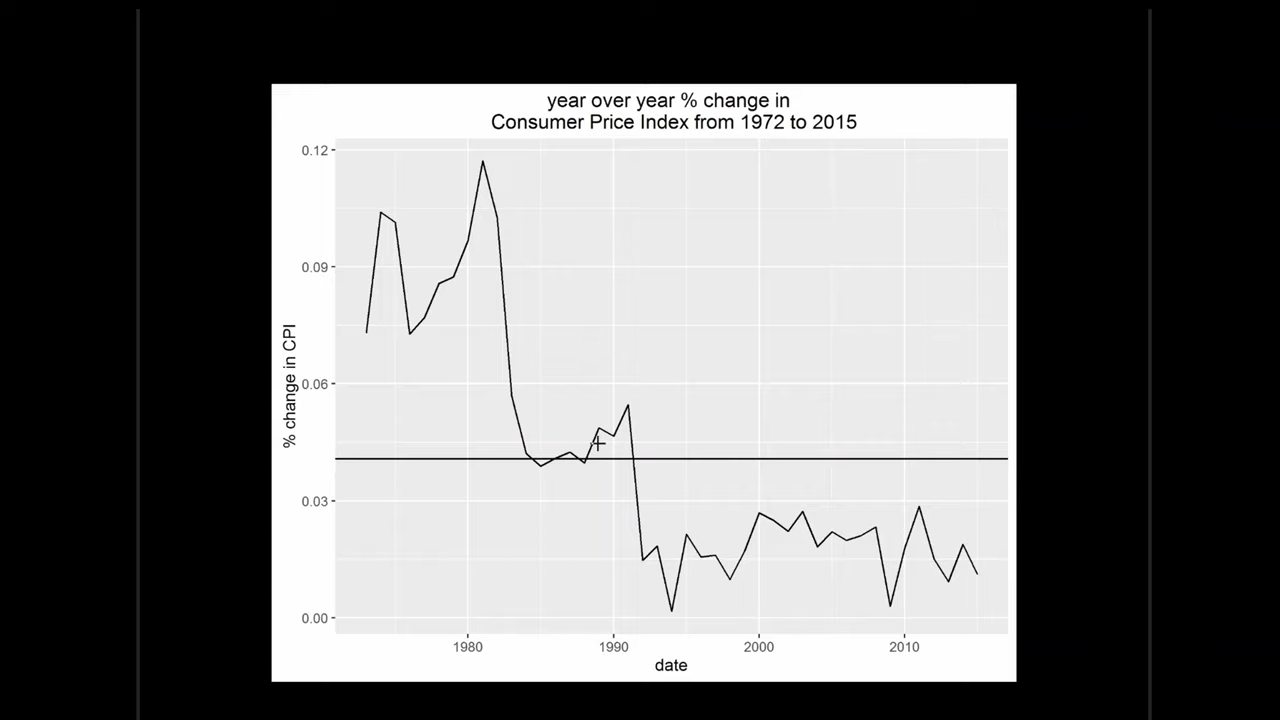 year over year % change in
Consumer Price Index from 1972 to 2015
% change in CPI
0.12
0.09
0.06
0.03
0.00
1980 1990 2000 2010
date